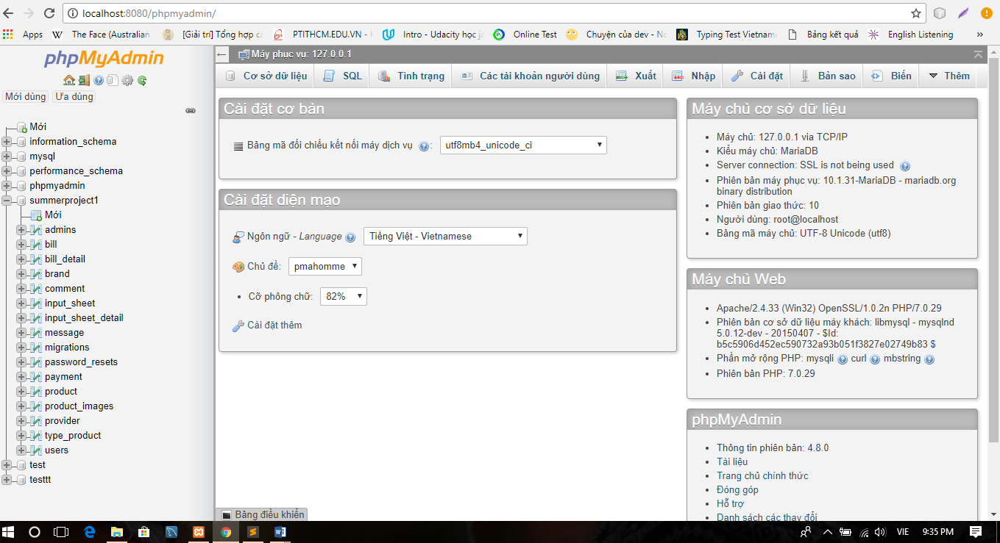 localhost:8080/phpmyadmin/
Apps The Face (Australian [Giải trí] Tổng hợp cá PTITHCM.EDU.VN - Intro - Udacity học Online Test Chuyện của dev - Typing Test Vietnam Bảng kết quả English Listening »
phpMyAdmin
Mới dùng Ưa dùng
Mới
information_schema
mysql
performance_schema
phpmyadmin
summerproject1
Mới
admins
bill
bill_detail
brand
comment
input_sheet
input_sheet_detail
message
migrations
password_resets
payment
product
product_images
provider
type_product
users
test
testtt
Máy phục vụ: 127.0.0.1
Cơ sở dữ liệu SQL Tình trạng Các tài khoản người dùng Xuất Nhập Cài đặt Bản sao Biến Thêm
Cài đặt cơ bản
Bảng mã đối chiếu kết nối máy dịch vụ : utf8mb4_unicode_ci
Cài đặt diện mạo
Ngôn ngữ - Language Tiếng Việt - Vietnamese
Chủ đề: pmahomme
Cỡ phông chữ: 82%
Cài đặt thêm
Máy chủ cơ sở dữ liệu
Máy chủ: 127.0.0.1 via TCP/IP
Kiểu máy chủ: MariaDB
Server connection: SSL is not being used
Phiên bản máy phục vụ: 10.1.31-MariaDB - mariadb.org
binary distribution
Phiên bản giao thức: 10
Người dùng: root@localhost
Bảng mã máy chủ: UTF-8 Unicode (utf8)
Máy chủ Web
Apache/2.4.33 (Win32) OpenSSL/1.0.2n PHP/7.0.29
Phiên bản cơ sở dữ liệu máy khách: libmysql - mysqlnd
5.0.12-dev - 20150407 - $Id:
b5c5906d452ec590732a93b051f3827e02749b83 $
Phần mở rộng PHP: mysqli curl mbstring
Phiên bản PHP: 7.0.29
phpMyAdmin
Thông tin phiên bản: 4.8.0
Tài liệu
Trang chủ chính thức
Đóng góp
Hỗ trợ
Danh sách các thay đổi
Bảng điều khiển
VIE 9:35 PM